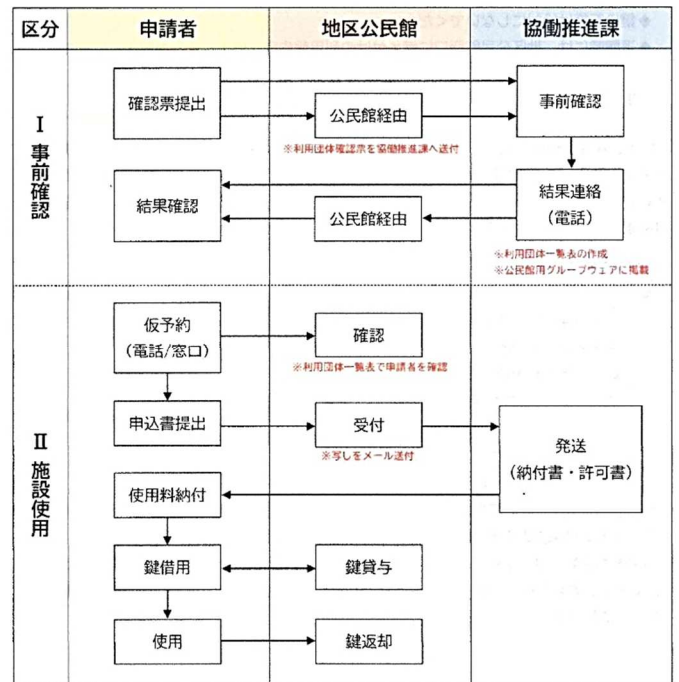 区分 申請者 地区公民館 協働推進課
Ⅰ 事前確認
確認票提出
公民館経由
※利用団体確認票を協働推進課へ送付
事前確認
結果確認
公民館経由
結果連絡
（電話）
※利用団体一覧表の作成
※公民館用グループウェアに掲載
Ⅱ 施設使用
仮予約
（電話/窓口）
確認
※利用団体一覧表で申請者を確認
申込書提出
受付
※写しをメール送付
発送
（納付書・許可書）
使用料納付
鍵借用
鍵貸与
使用
鍵返却